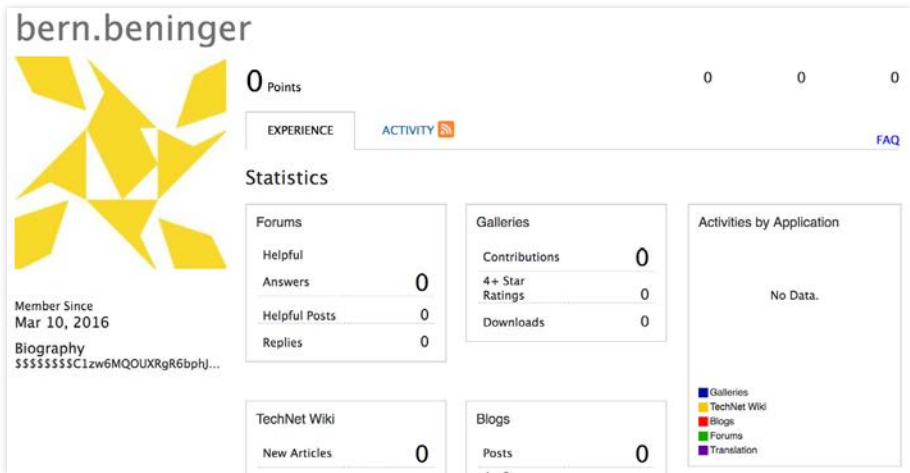 bern.beninger
0 Points
0 0 0
EXPERIENCE ACTIVITY
FAQ
Statistics
Forums
Helpful
Answers 0
Helpful Posts 0
Replies 0
Galleries
Contributions 0
4+ Star
Ratings 0
Downloads 0
Activities by Application
No Data.
Galleries
TechNet Wiki
Blogs
Forums
Translation
Member Since
Mar 10, 2016
Biography
$$$$$$$$C1zw6MQOUXRgR6bphJ...
TechNet Wiki
New Articles 0
Blogs
Posts 0